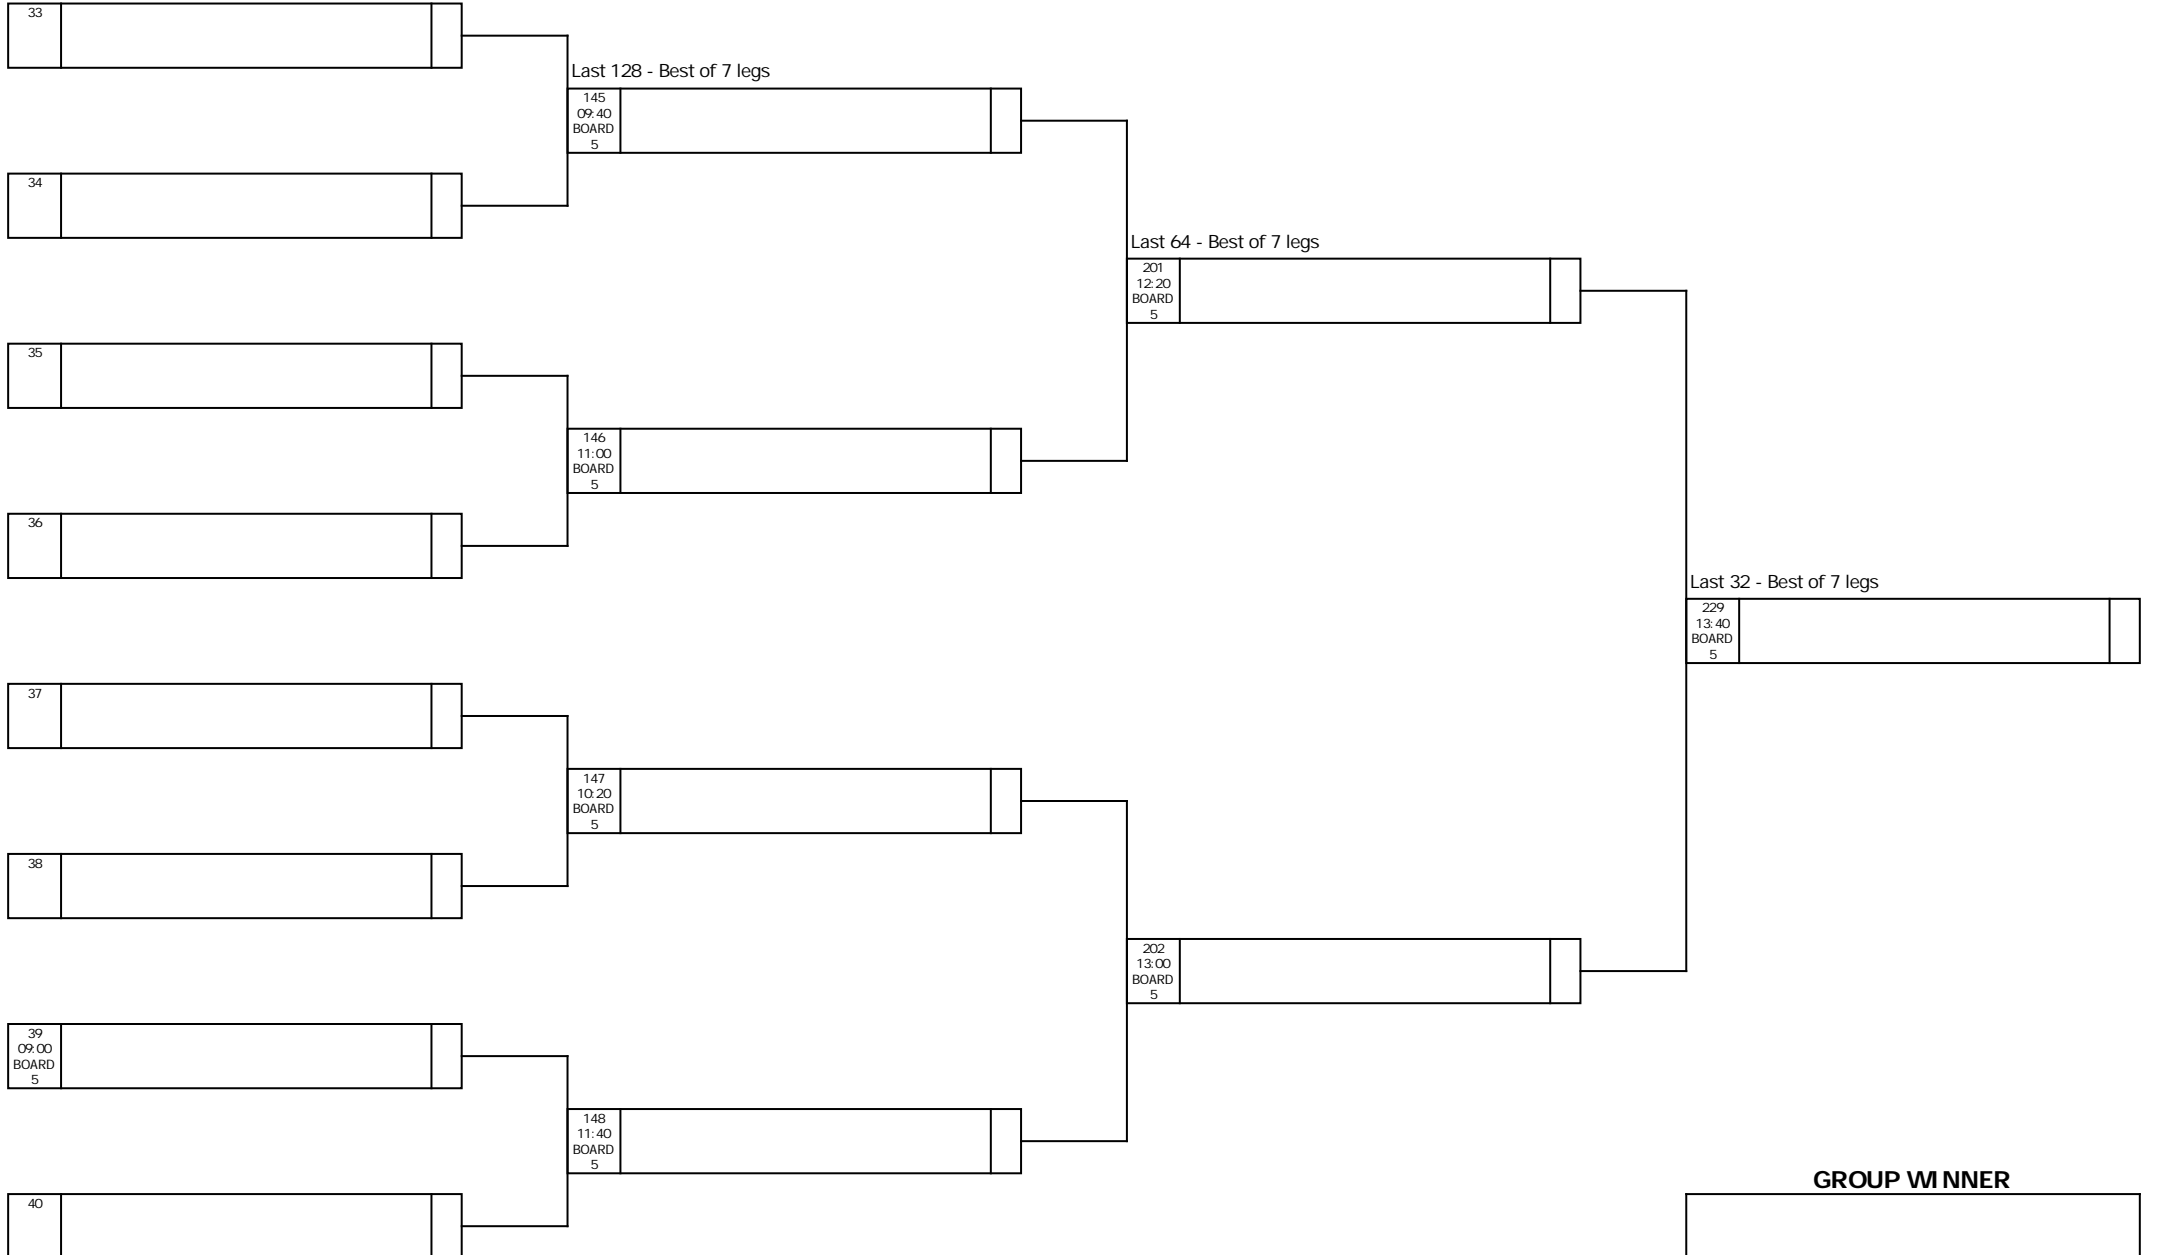 33
Last 128 - Best of 7 legs
145
09:40
BOARD
5
34
Last 64 - Best of 7 legs
201
12:20
BOARD
5
35
146
11:00
BOARD
5
36
Last 32 - Best of 7 legs
229
13:40
BOARD
5
37
147
10:20
BOARD
5
38
202
13:00
BOARD
5
39
09:00
BOARD
5
148
11:40
BOARD
5
GROUP WINNER
40